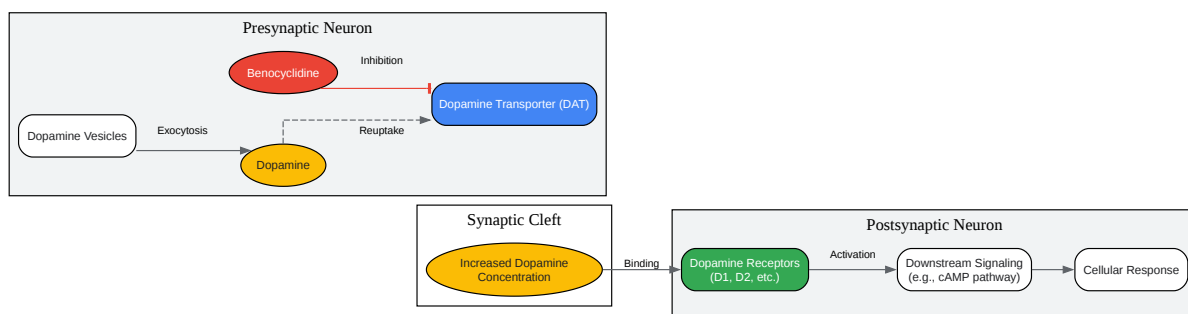 Presynaptic Neuron
Benocyclidine
Inhibition
Dopamine Transporter (DAT)
Dopamine Vesicles
Exocytosis
Reuptake
Dopamine
Synaptic Cleft
Increased Dopamine
Concentration
Binding
Postsynaptic Neuron
Dopamine Receptors
(D1, D2, etc.)
Activation
Downstream Signaling
(e.g., cAMP pathway)
Cellular Response